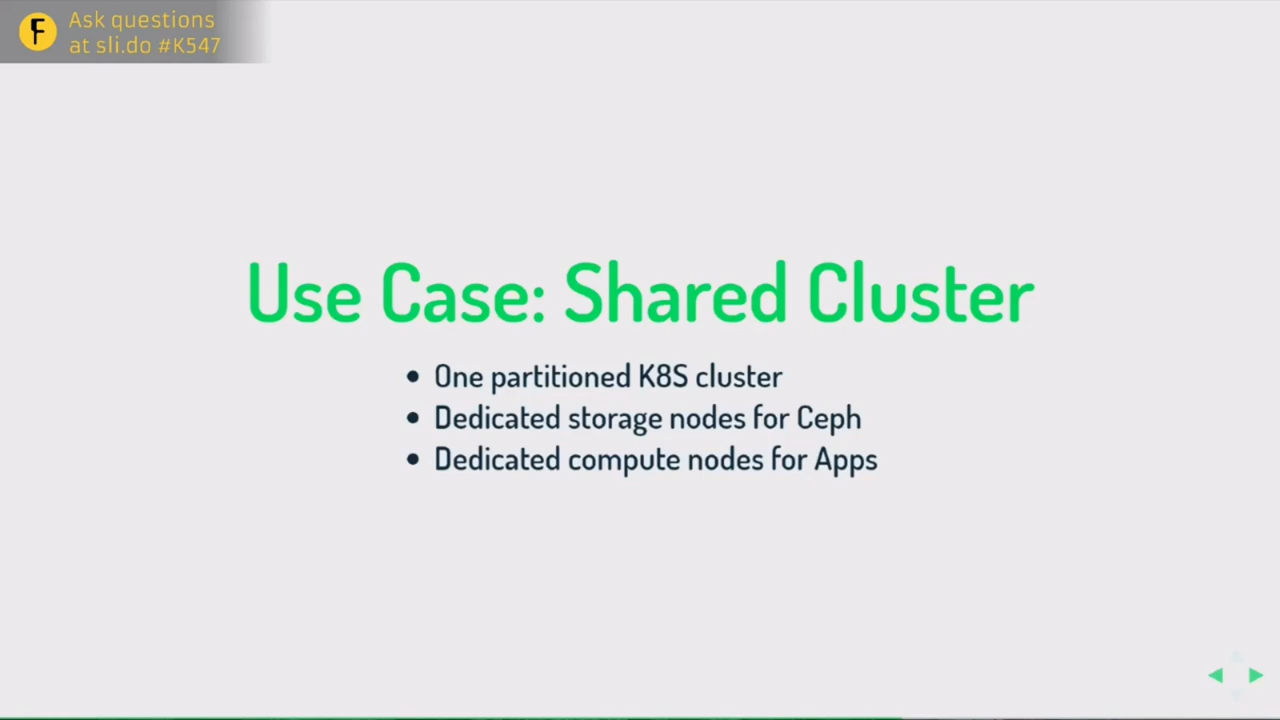 Ask questions
at sli.do #K547
Use Case: Shared Cluster
• One partitioned K8S cluster
• Dedicated storage nodes for Ceph
• Dedicated compute nodes for Apps